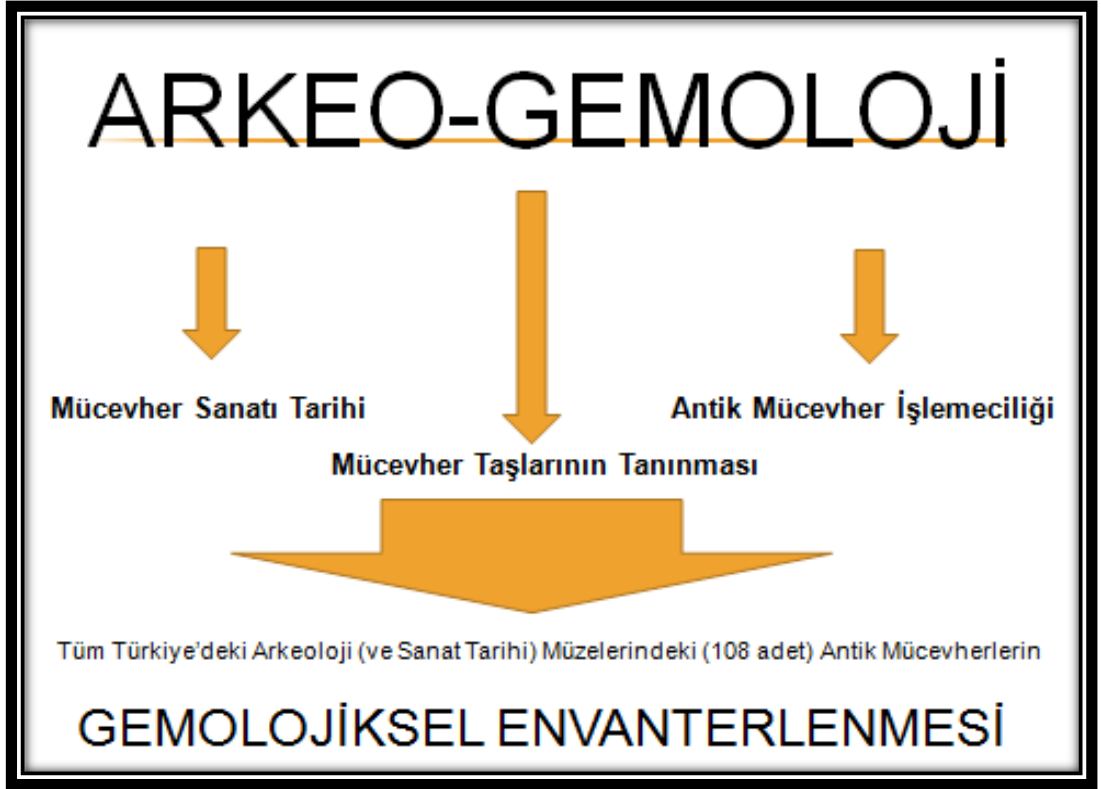 ARKEO-GEMOLOJİ
Mücevher Sanatı Tarihi
Antik Mücevher İşlemeciliği
Mücevher Taşlarının Tanınması
Tüm Türkiye'deki Arkeoloji (ve Sanat Tarihi) Müzelerindeki (108 adet) Antik Mücevherlerin
GEMOLOJİKSEL ENVANTERLENMESİ